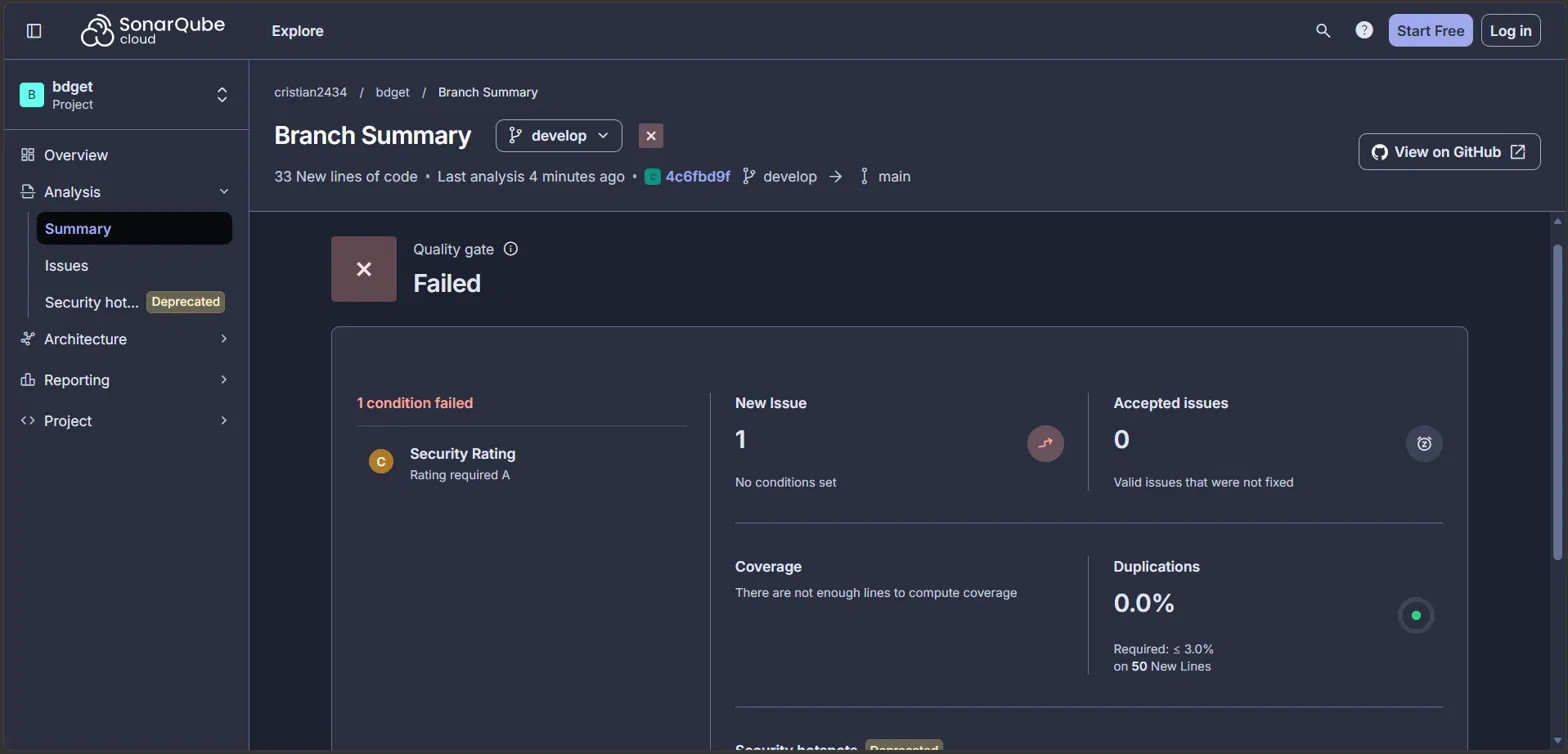 SonarQube
cloud
Explore
?
Start Free
Log in
B
bdget
Project
Overview
Analysis
Summary
Issues
Security hot... Deprecated
Architecture
Reporting
Project
cristian2434 / bdget / Branch Summary
Branch Summary
develop
View on GitHub
33 New lines of code • Last analysis 4 minutes ago • C 4c6fbd9f develop → main
Quality gate
Failed
1 condition failed
C
Security Rating
Rating required A
New Issue
1
No conditions set
Accepted issues
0
Valid issues that were not fixed
Coverage
There are not enough lines to compute coverage
Duplications
0.0%
Required: ≤ 3.0%
on 50 New Lines
Security hotspots Deprecated